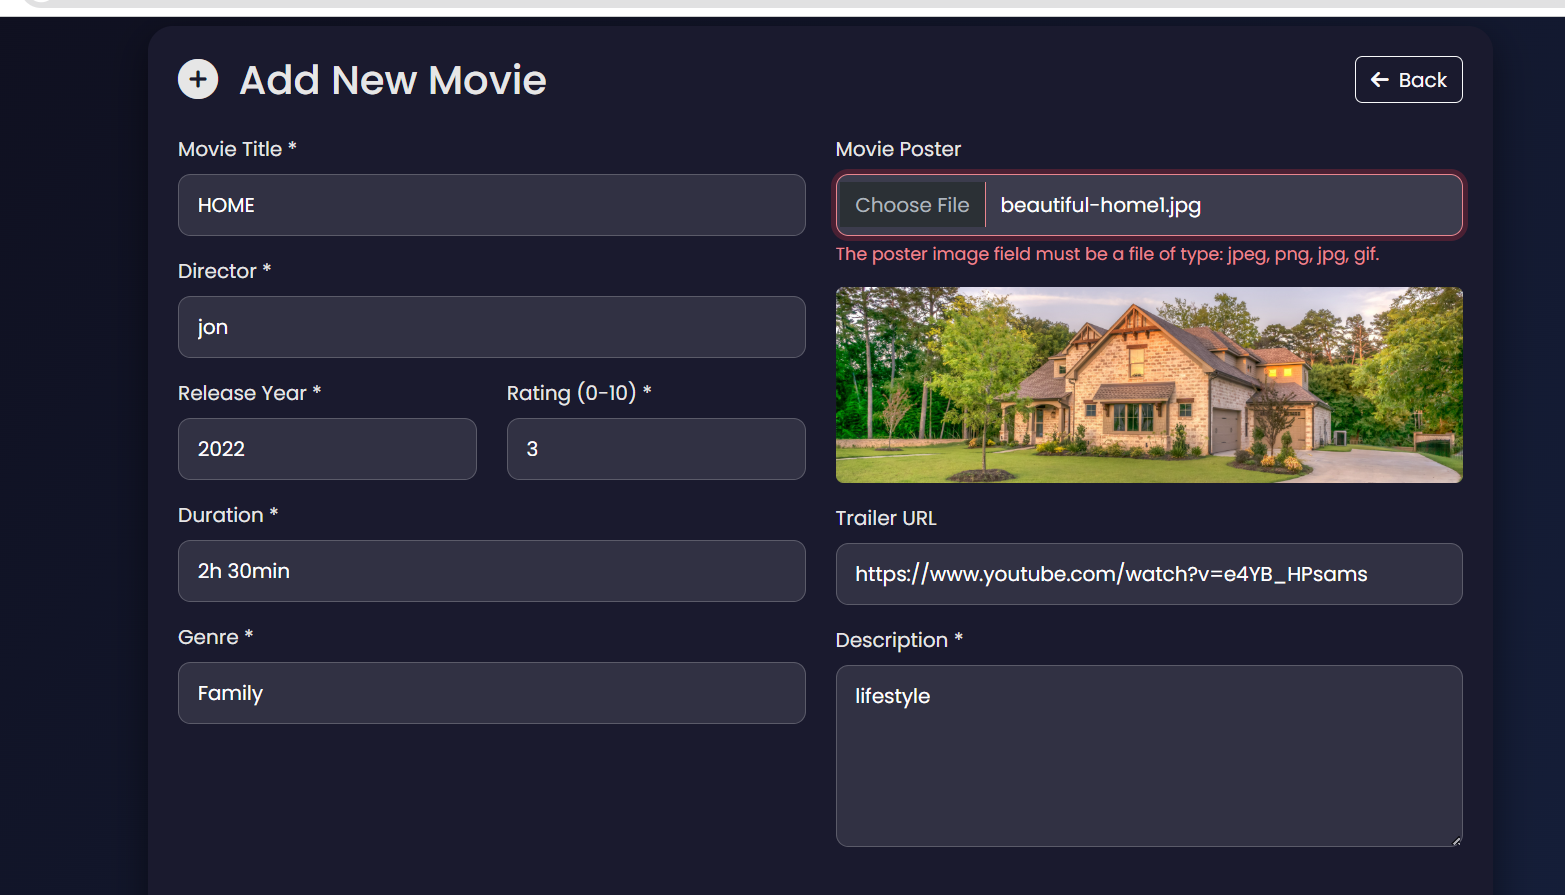 Add New Movie
Back
Movie Title *
HOME
Director *
jon
Release Year *
2022
Rating (0-10) *
3
Duration *
2h 30min
Genre *
Family
Movie Poster
Choose File
beautiful-home1.jpg
The poster image field must be a file of type: jpeg, png, jpg, gif.
Trailer URL
https://www.youtube.com/watch?v=e4YB_HPsams
Description *
lifestyle